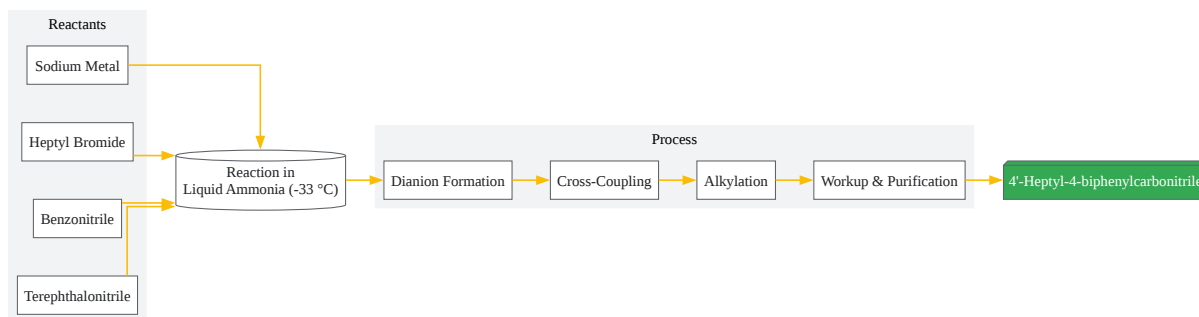 Reactants
Sodium Metal
Heptyl Bromide
Benzonitrile
Terephthalonitrile
Reaction in
Liquid Ammonia (-33 °C)
Process
Dianion Formation
Cross-Coupling
Alkylation
Workup & Purification
4'-Heptyl-4-biphenylcarbonitrile